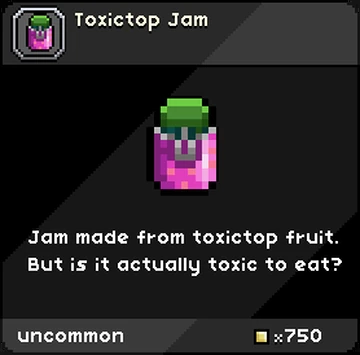 Toxictop Jam
Jam made from toxictop fruit.
But is it actually toxic to eat?
uncommon
x750